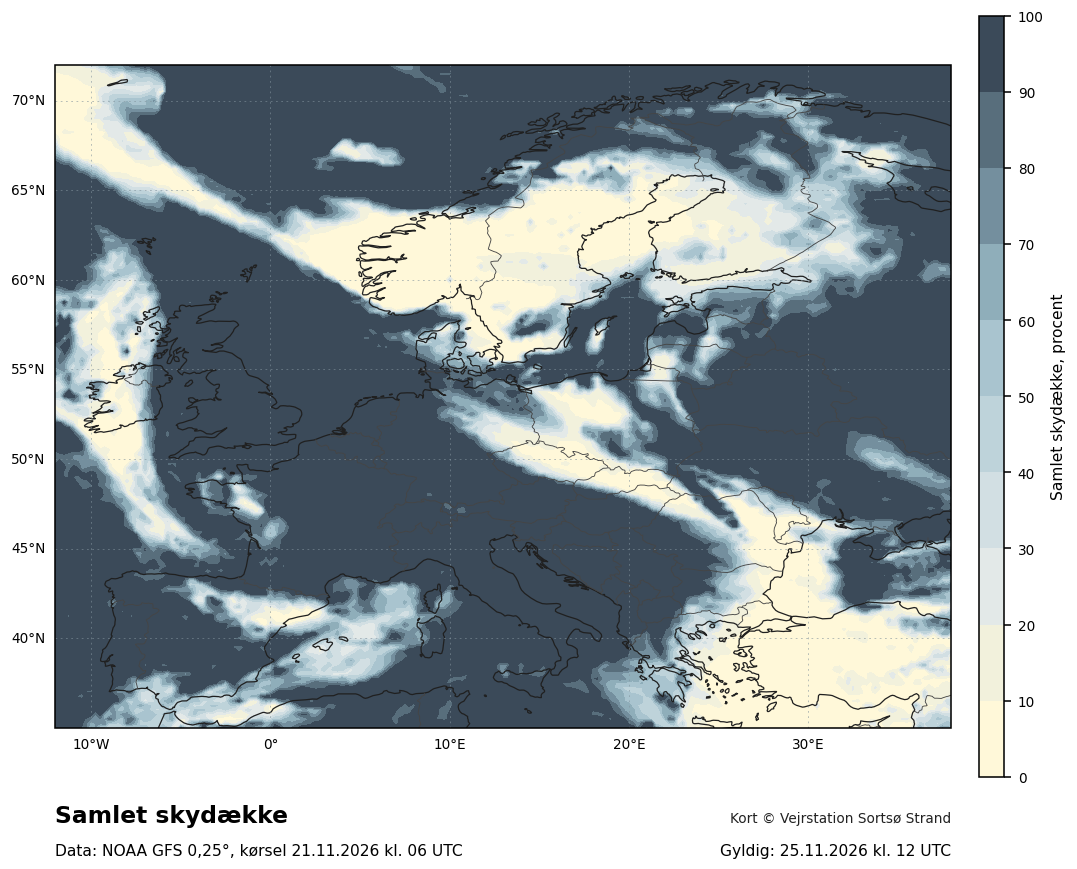 100
90
80
70
60
50
40
30
20
10
0
Samlet skydække, procent
70°N
65°N
60°N
55°N
50°N
45°N
40°N
10°W
0°
10°E
20°E
30°E
Samlet skydække
Kort © Vejrstation Sortsø Strand
Data: NOAA GFS 0,25°, kørsel 21.11.2026 kl. 06 UTC
Gyldig: 25.11.2026 kl. 12 UTC